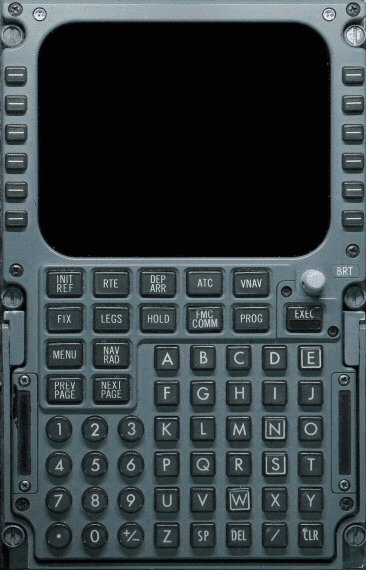 INIT REF RTE DEP ARR ATC VNAV BRT
FIX LEGS HOLD FMC COMM PROG EXEC
MENU NAV RAD A B C D E
PREV PAGE NEXT PAGE F G H I J
1 2 3 K L M N O
4 5 6 P Q R S T
7 8 9 U V W X Y
. 0 +/- Z SP DEL / CLR